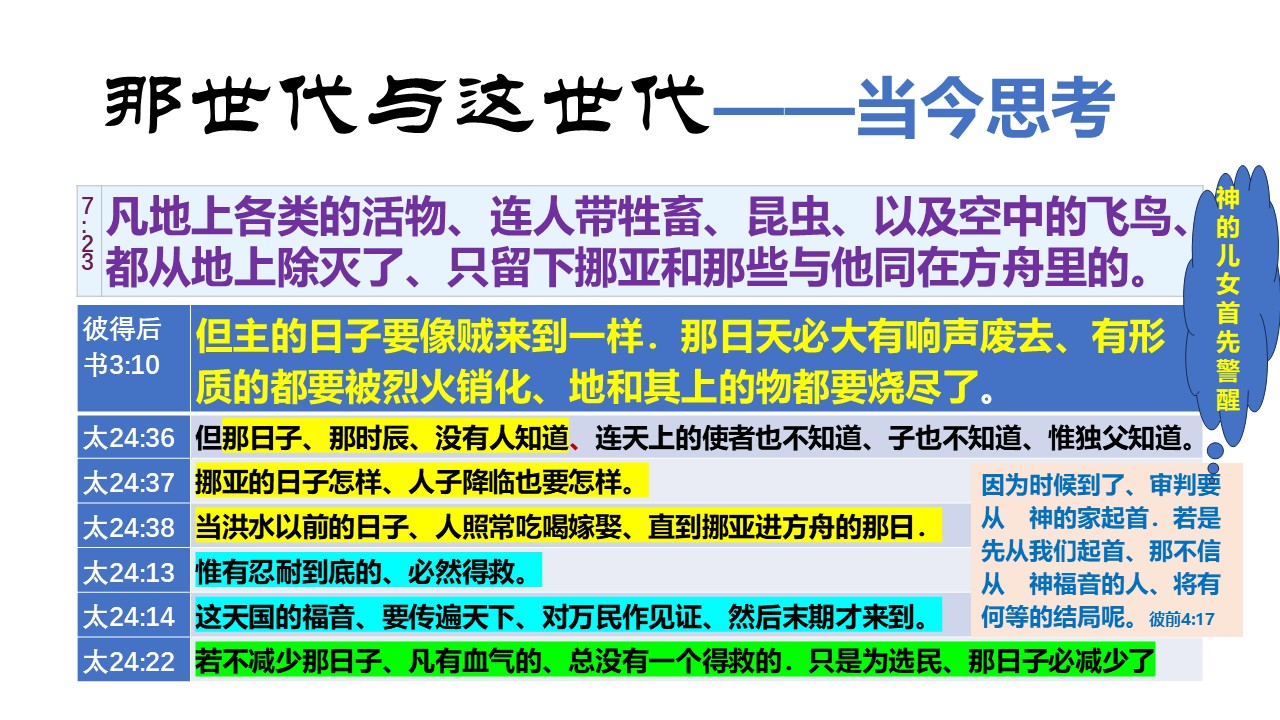 那世代与这世代——当今思考
7:23
凡地上各类的活物、连人带牲畜、昆虫、以及空中的飞鸟、
都从地上除灭了、只留下挪亚和那些与他同在方舟里的。
神的儿女首先警醒
彼得后
书3:10
但主的日子要像贼来到一样．那日天必大有响声废去、有形
质的都要被烈火销化、地和其上的物都要烧尽了。
太24:36
但那日子、那时辰、没有人知道、连天上的使者也不知道、子也不知道、惟独父知道。
太24:37
挪亚的日子怎样、人子降临也要怎样。
太24:38
当洪水以前的日子、人照常吃喝嫁娶、直到挪亚进方舟的那日．
太24:13
惟有忍耐到底的、必然得救。
太24:14
这天国的福音、要传遍天下、对万民作见证、然后末期才来到。
太24:22
若不减少那日子、凡有血气的、总没有一个得救的．只是为选民、那日子必减少了
因为时候到了、审判要
从　神的家起首．若是
先从我们起首、那不信
从　神福音的人、将有
何等的结局呢。彼前4:17